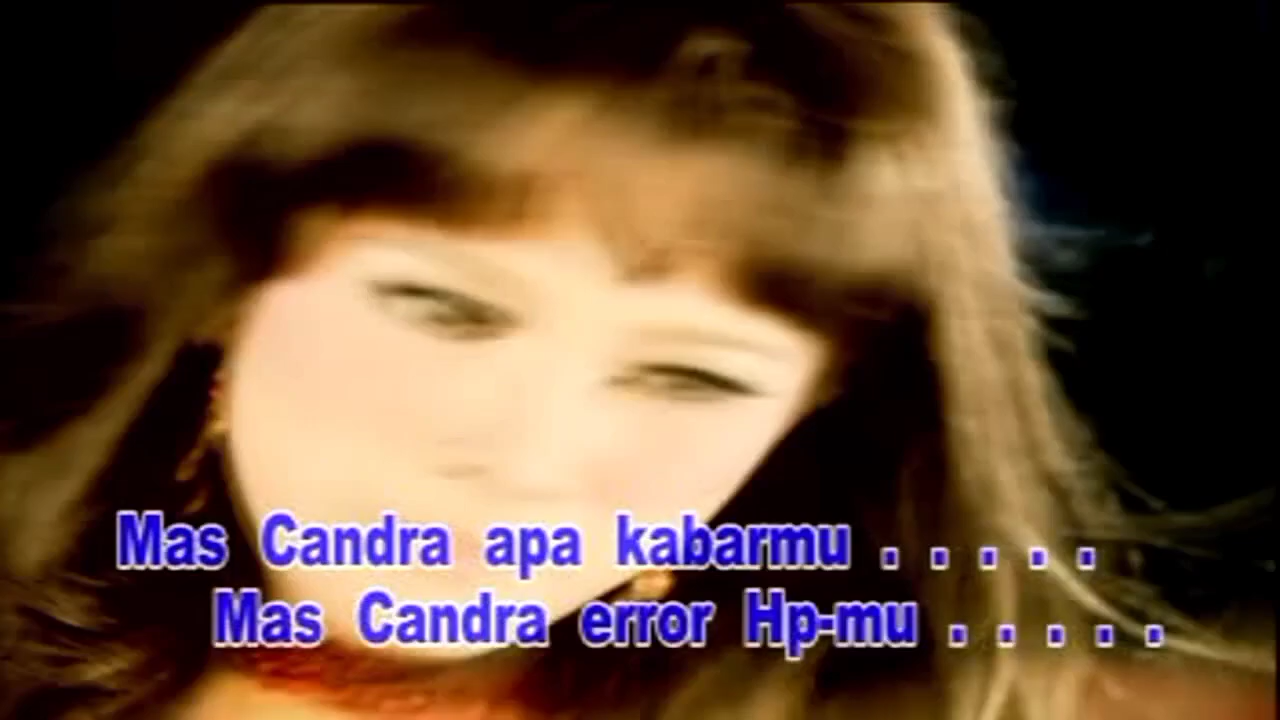 Mas Candra apa kabarmu . . . . .
Mas Candra error Hp-mu . . . . .